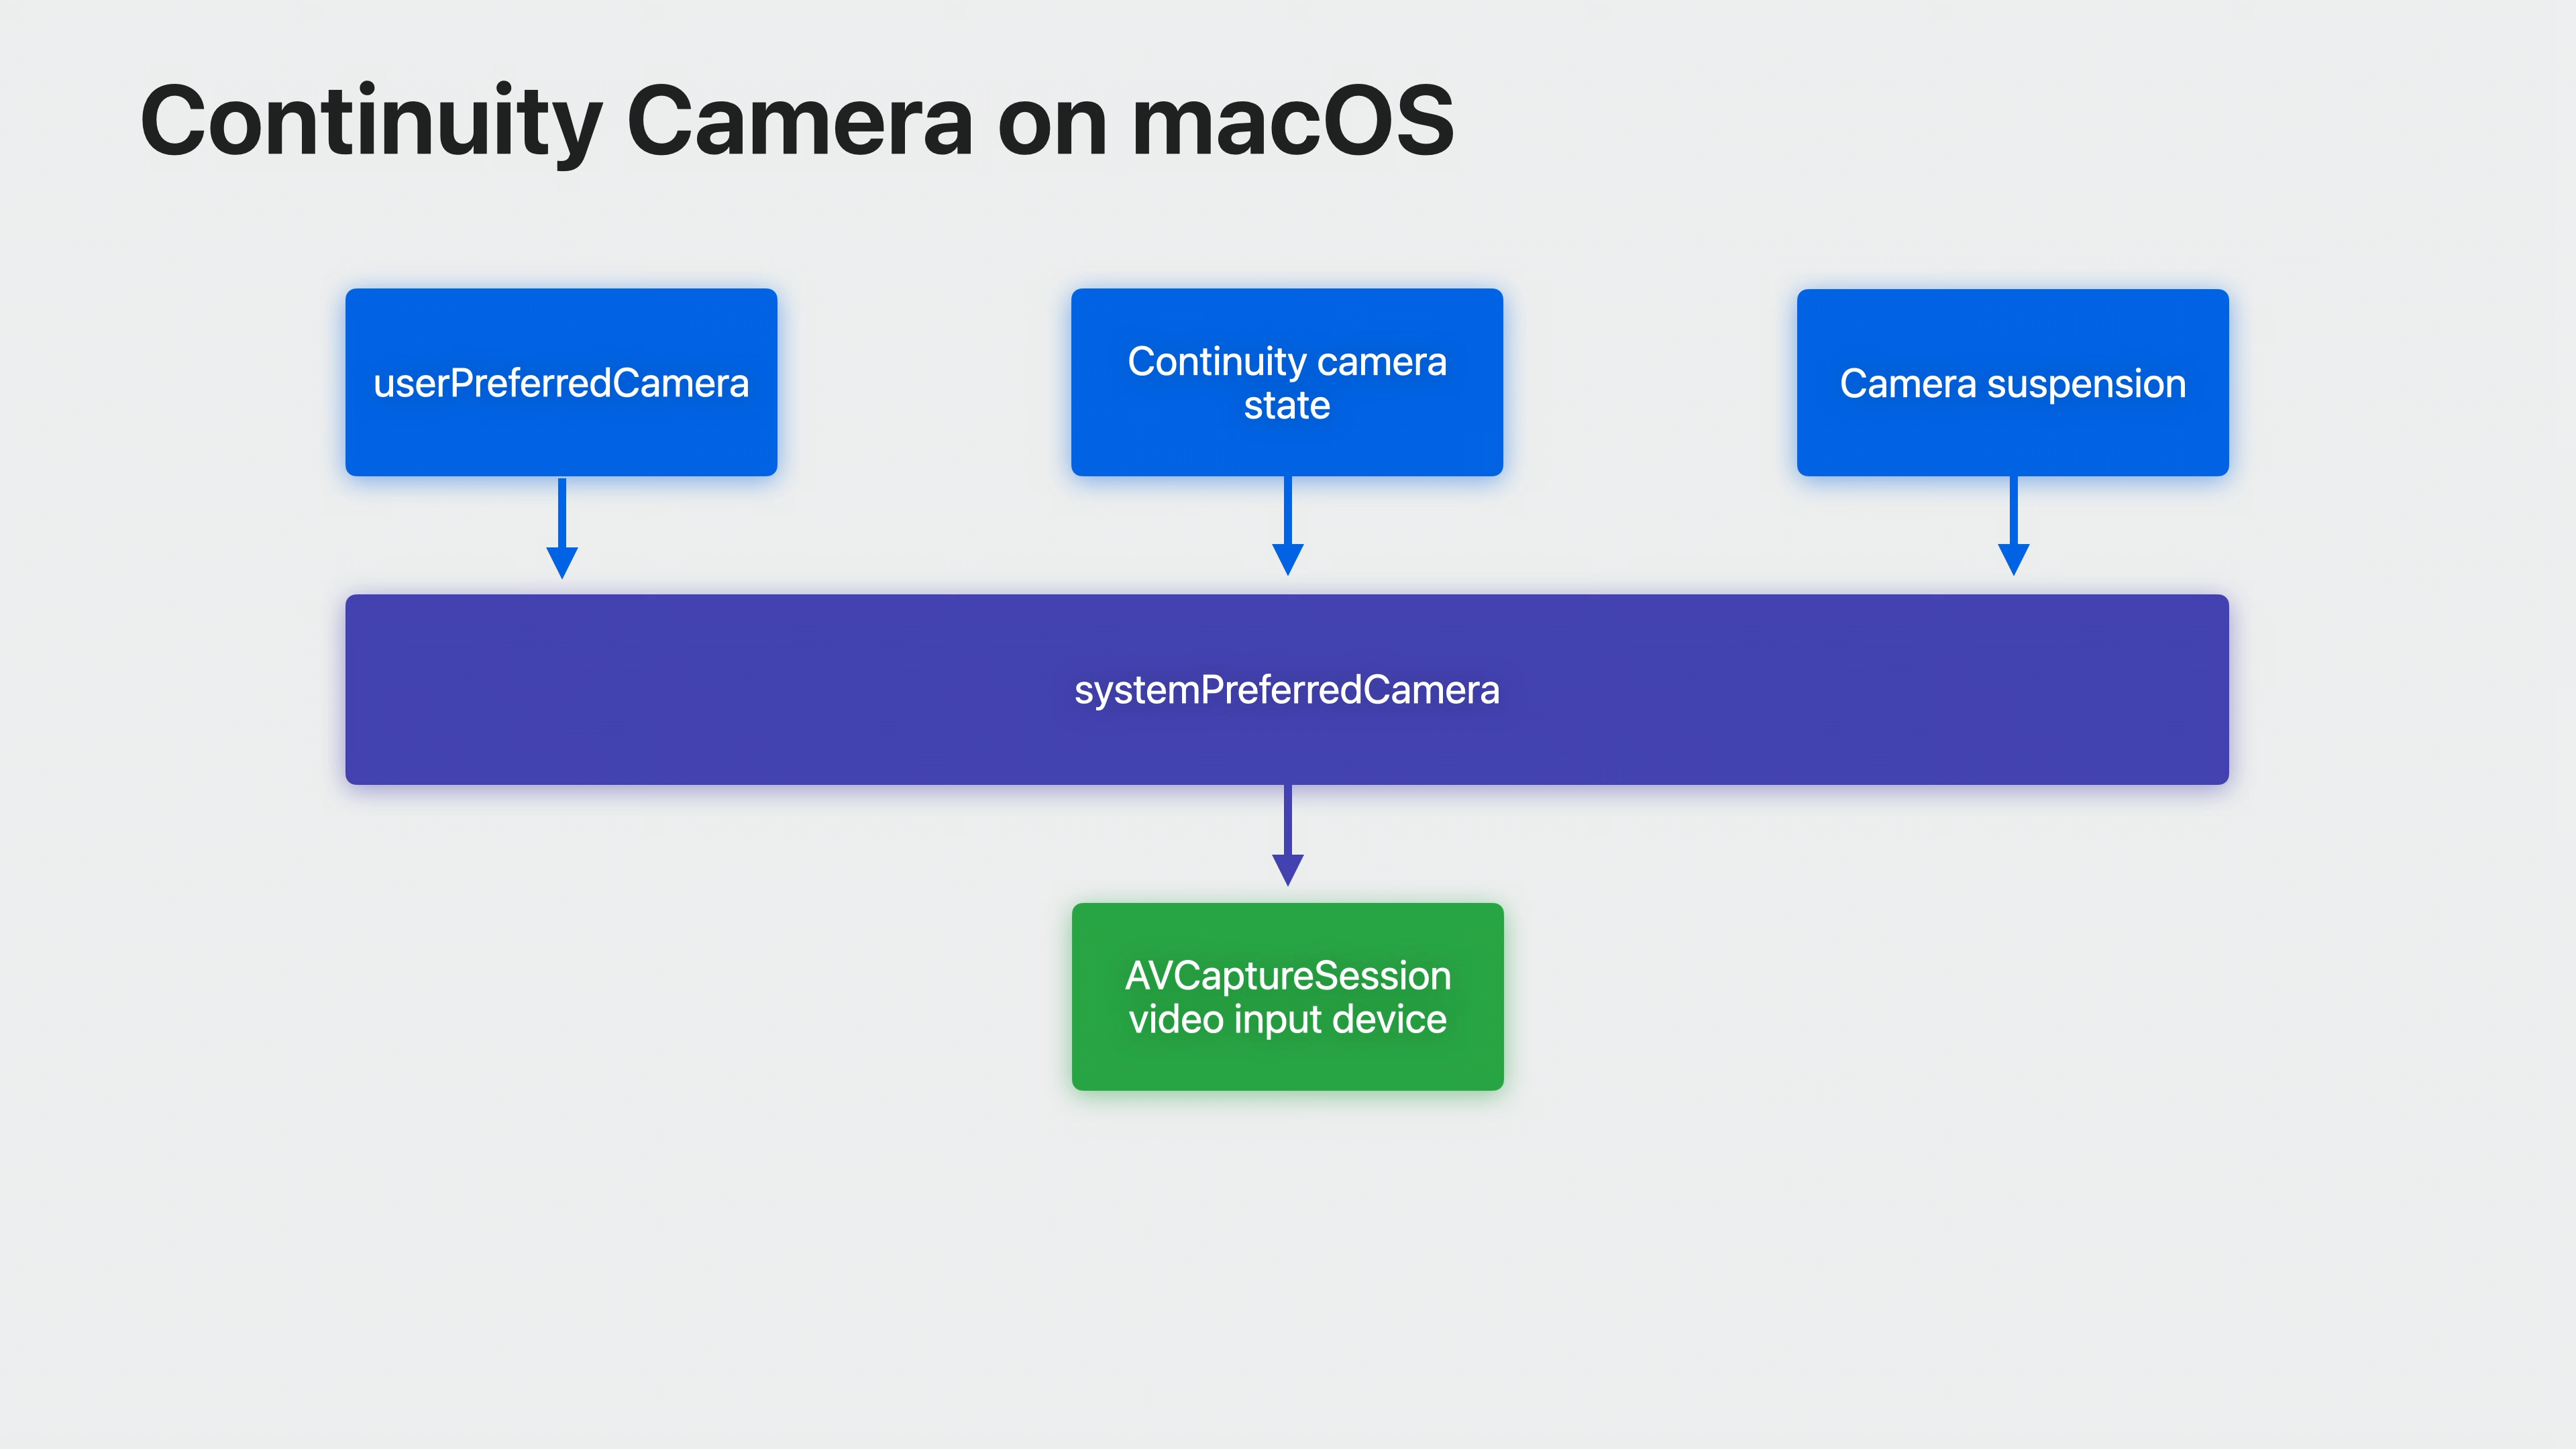 Continuity Camera on macOS
userPreferredCamera
Continuity camera
state
Camera suspension
systemPreferredCamera
AVCaptureSession
video input device